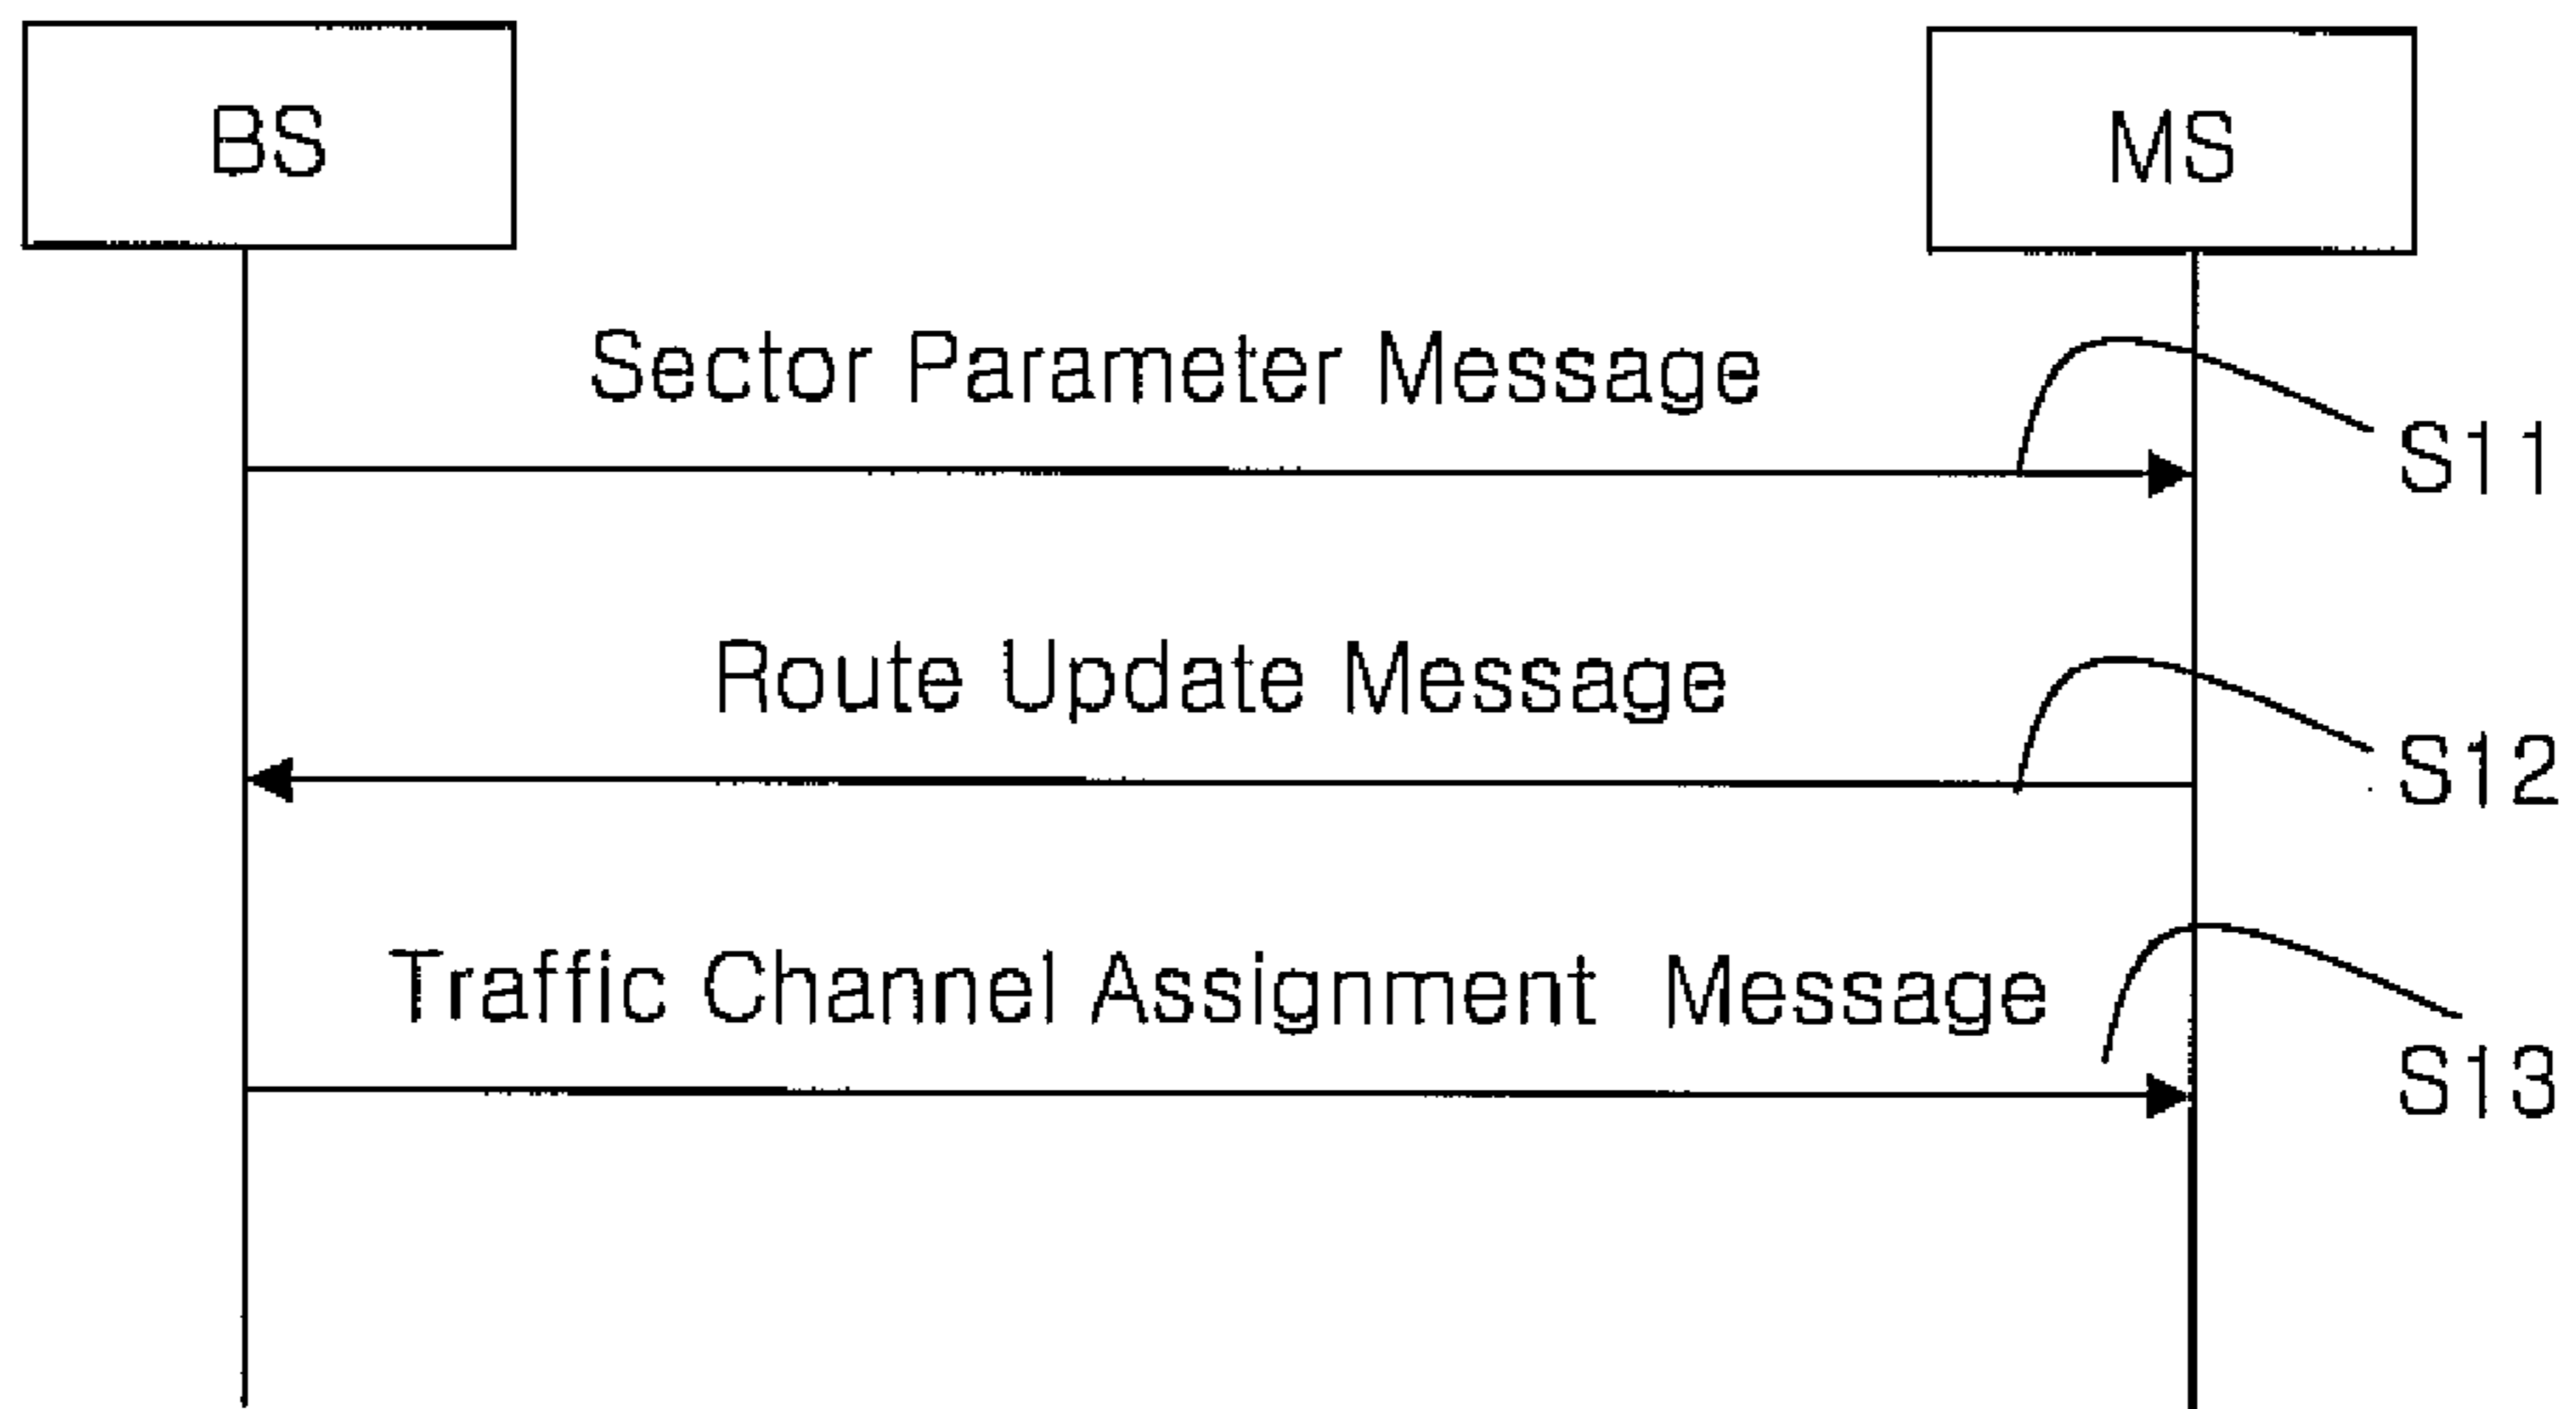 BS
MS
Sector Parameter Message
S11
Route Update Message
S12
Traffic Channel Assignment Message
S13